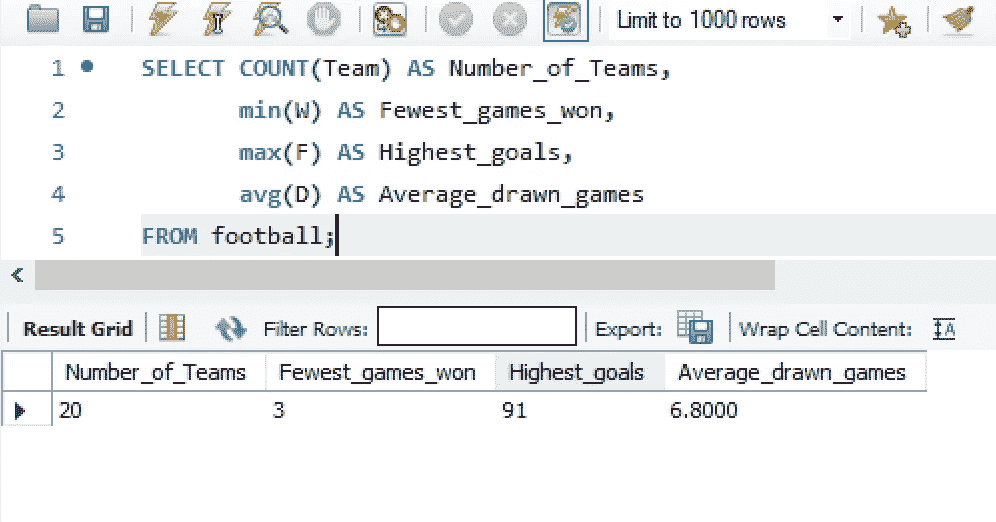 Limit to 1000 rows
1 SELECT COUNT(Team) AS Number_of_Teams,
2 min(W) AS Fewest_games_won,
3 max(F) AS Highest_goals,
4 avg(D) AS Average_drawn_games
5 FROM football;
Result Grid Filter Rows: Export: Wrap Cell Content: IA
Number_of_Teams Fewest_games_won Highest_goals Average_drawn_games
20 3 91 6.8000